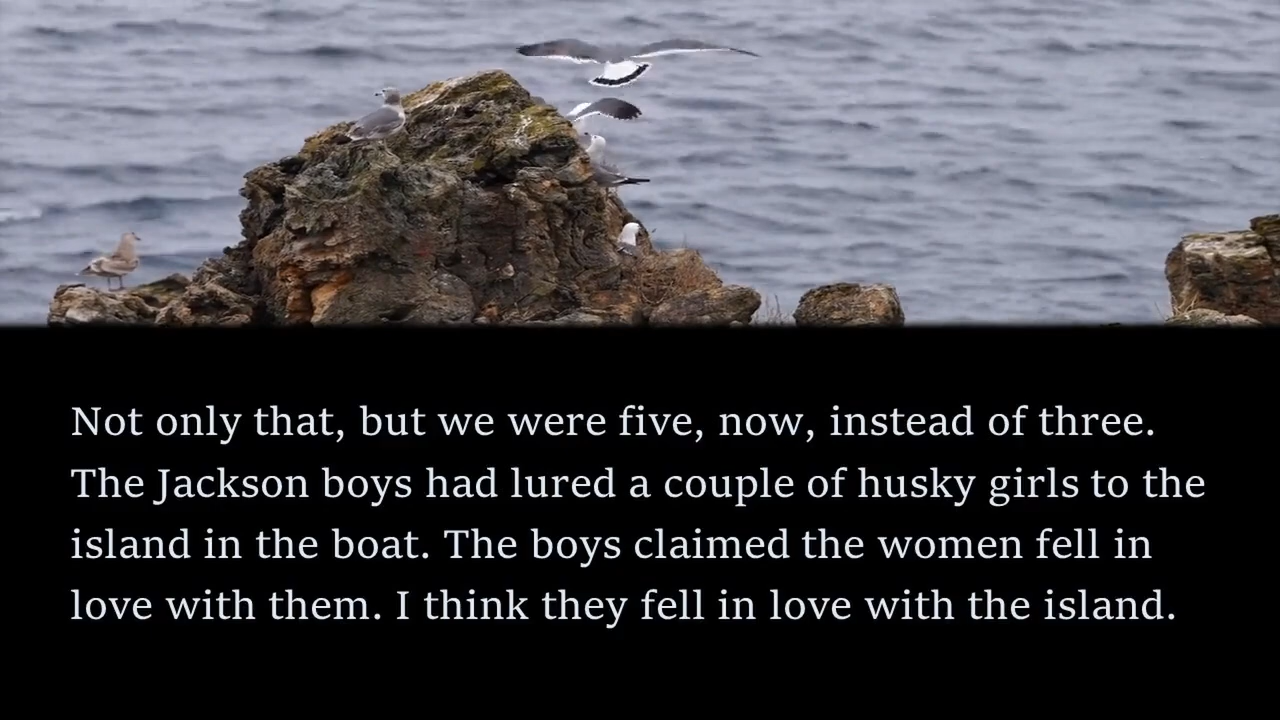 Not only that, but we were five, now, instead of three.
The Jackson boys had lured a couple of husky girls to the
island in the boat. The boys claimed the women fell in
love with them. I think they fell in love with the island.